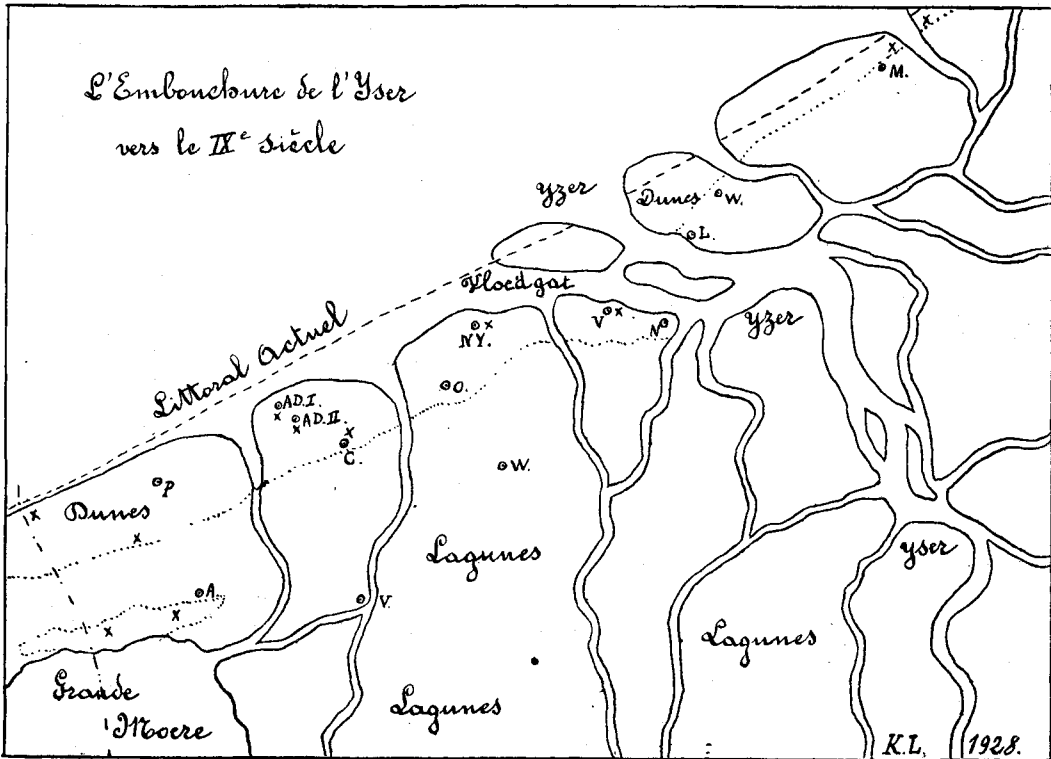 L'Embouchure de l'Yser
vers le IXe siècle
x.
x
M.
yzer
Dunes
W.
L.
Vloedgat
V x
N
yzer
x
NY.
Littoral Actuel
O.
AD.I.
x
AD.II.
x
x
C.
W.
P
Dunes
x
x
Lagunes
yser
A.
V.
x
x
Lagunes
Grande
Moere
Lagunes
K.L, 1928.